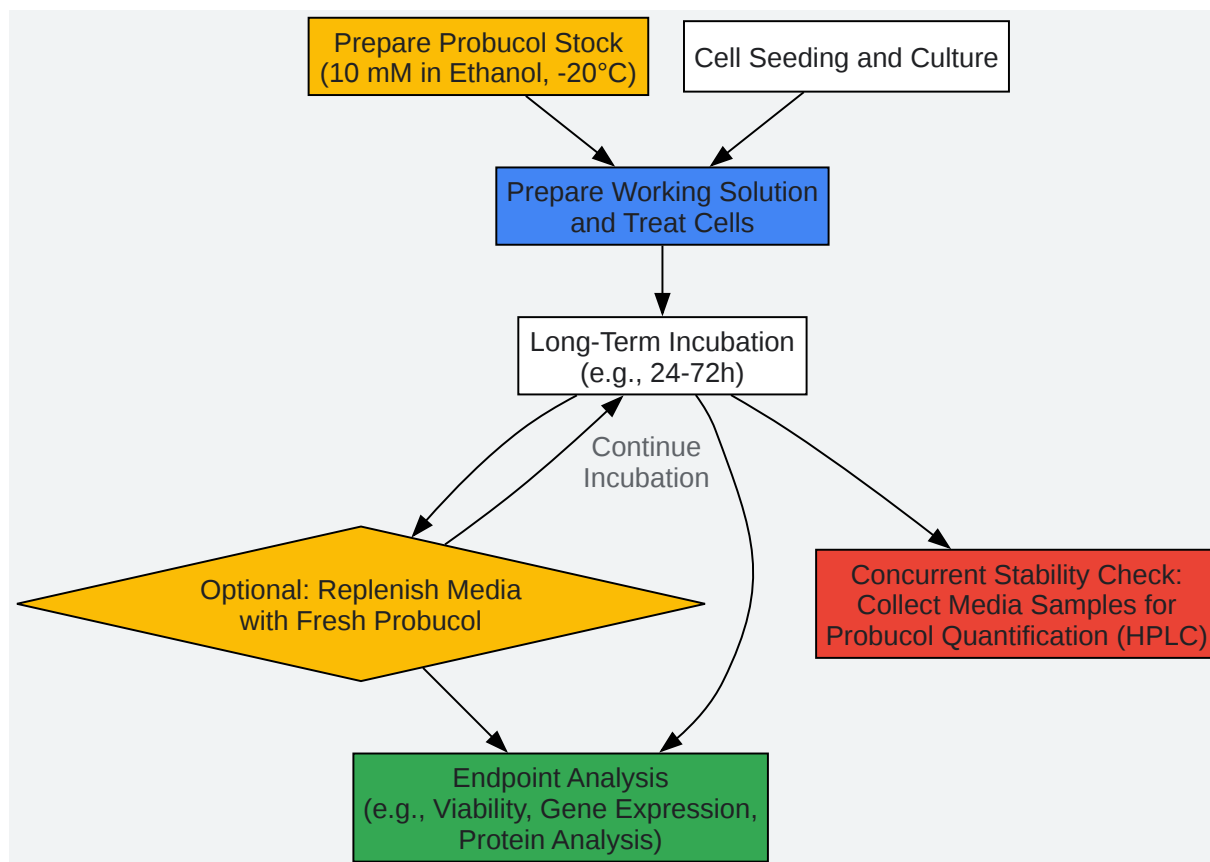 Prepare Probucol Stock
(10 mM in Ethanol, -20°C)
Cell Seeding and Culture
Prepare Working Solution
and Treat Cells
Long-Term Incubation
(e.g., 24-72h)
Continue
Incubation
Optional: Replenish Media
with Fresh Probucol
Concurrent Stability Check:
Collect Media Samples for
Probucol Quantification (HPLC)
Endpoint Analysis
(e.g., Viability, Gene Expression,
Protein Analysis)